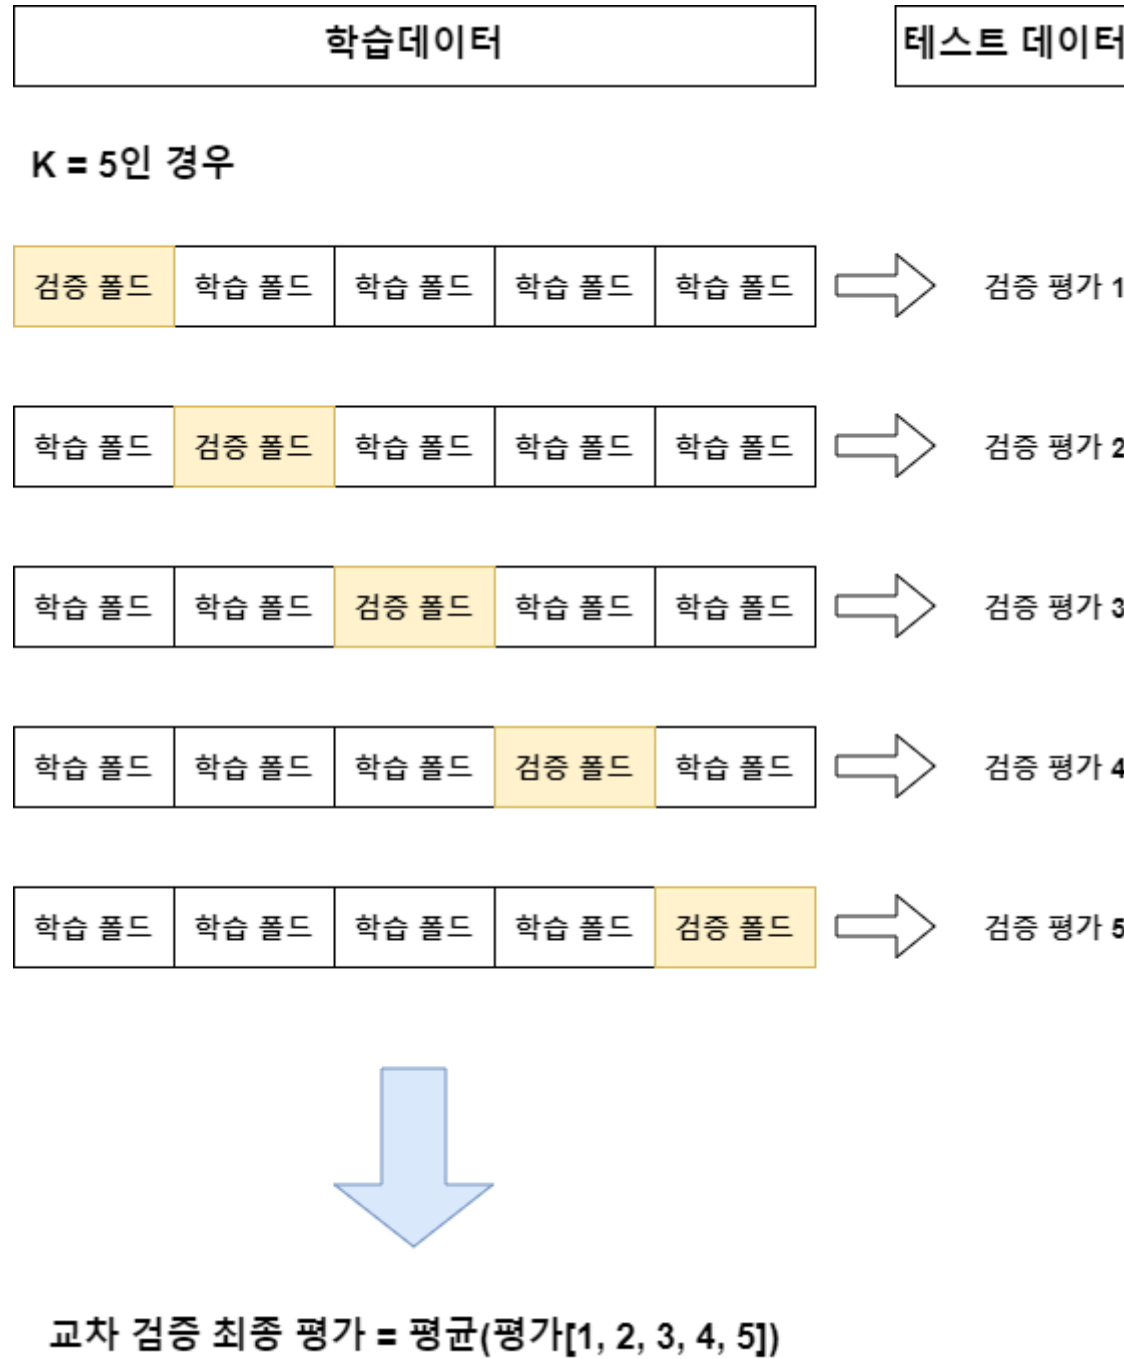 학습데이터 테스트 데이터
K = 5인 경우
검증 폴드 학습 폴드 학습 폴드 학습 폴드 학습 폴드 검증 평가 1
학습 폴드 검증 폴드 학습 폴드 학습 폴드 학습 폴드 검증 평가 2
학습 폴드 학습 폴드 검증 폴드 학습 폴드 학습 폴드 검증 평가 3
학습 폴드 학습 폴드 학습 폴드 검증 폴드 학습 폴드 검증 평가 4
학습 폴드 학습 폴드 학습 폴드 학습 폴드 검증 폴드 검증 평가 5
교차 검증 최종 평가 = 평균(평가[1, 2, 3, 4, 5])